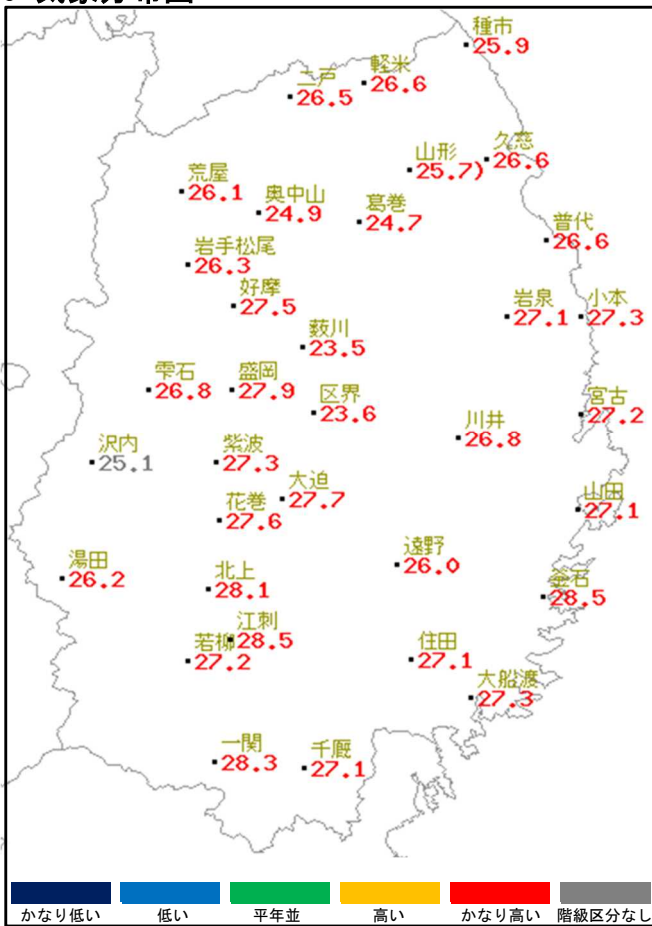 種市
25.9
軽米
26.6
二戸
26.5
久慈
26.6
山形
25.7)
荒屋
26.1
奥中山
24.9
葛巻
24.7
普代
26.6
岩手松尾
26.3
好摩
27.5
岩泉
27.1
小本
27.3
薮川
23.5
雫石
26.8
盛岡
27.9
区界
23.6
宮古
27.2
川井
26.8
沢内
25.1
紫波
27.3
大迫
27.7
花巻
27.6
山田
27.1
遠野
26.0
湯田
26.2
北上
28.1
釜石
28.5
江刺
28.5
若柳
27.2
住田
27.1
大船渡
27.3
一関
28.3
千厩
27.1
かなり低い 低い 平年並 高い かなり高い 階級区分なし